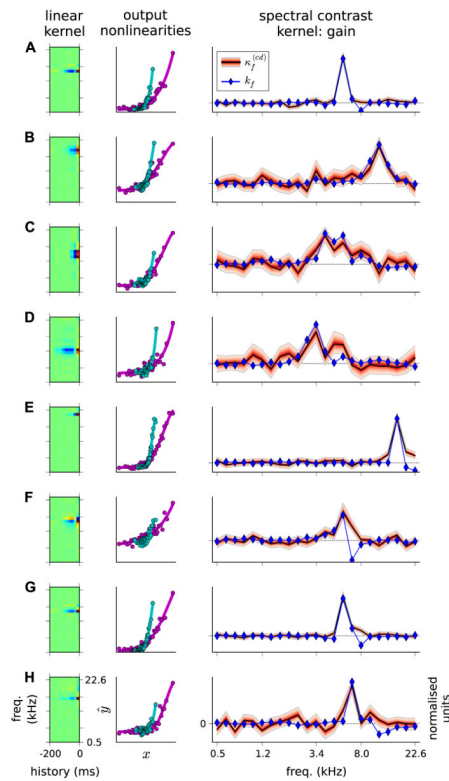 linear
kernel
output
nonlinearities
spectral contrast
kernel: gain
A
κ_f^(cd)
k_f
B
C
D
E
F
G
H
freq.
(kHz)
22.6
0.5
-200
0
history (ms)
ŷ
x
0
normalised
units
0.5
1.2
3.4
8.0
22.6
freq. (kHz)